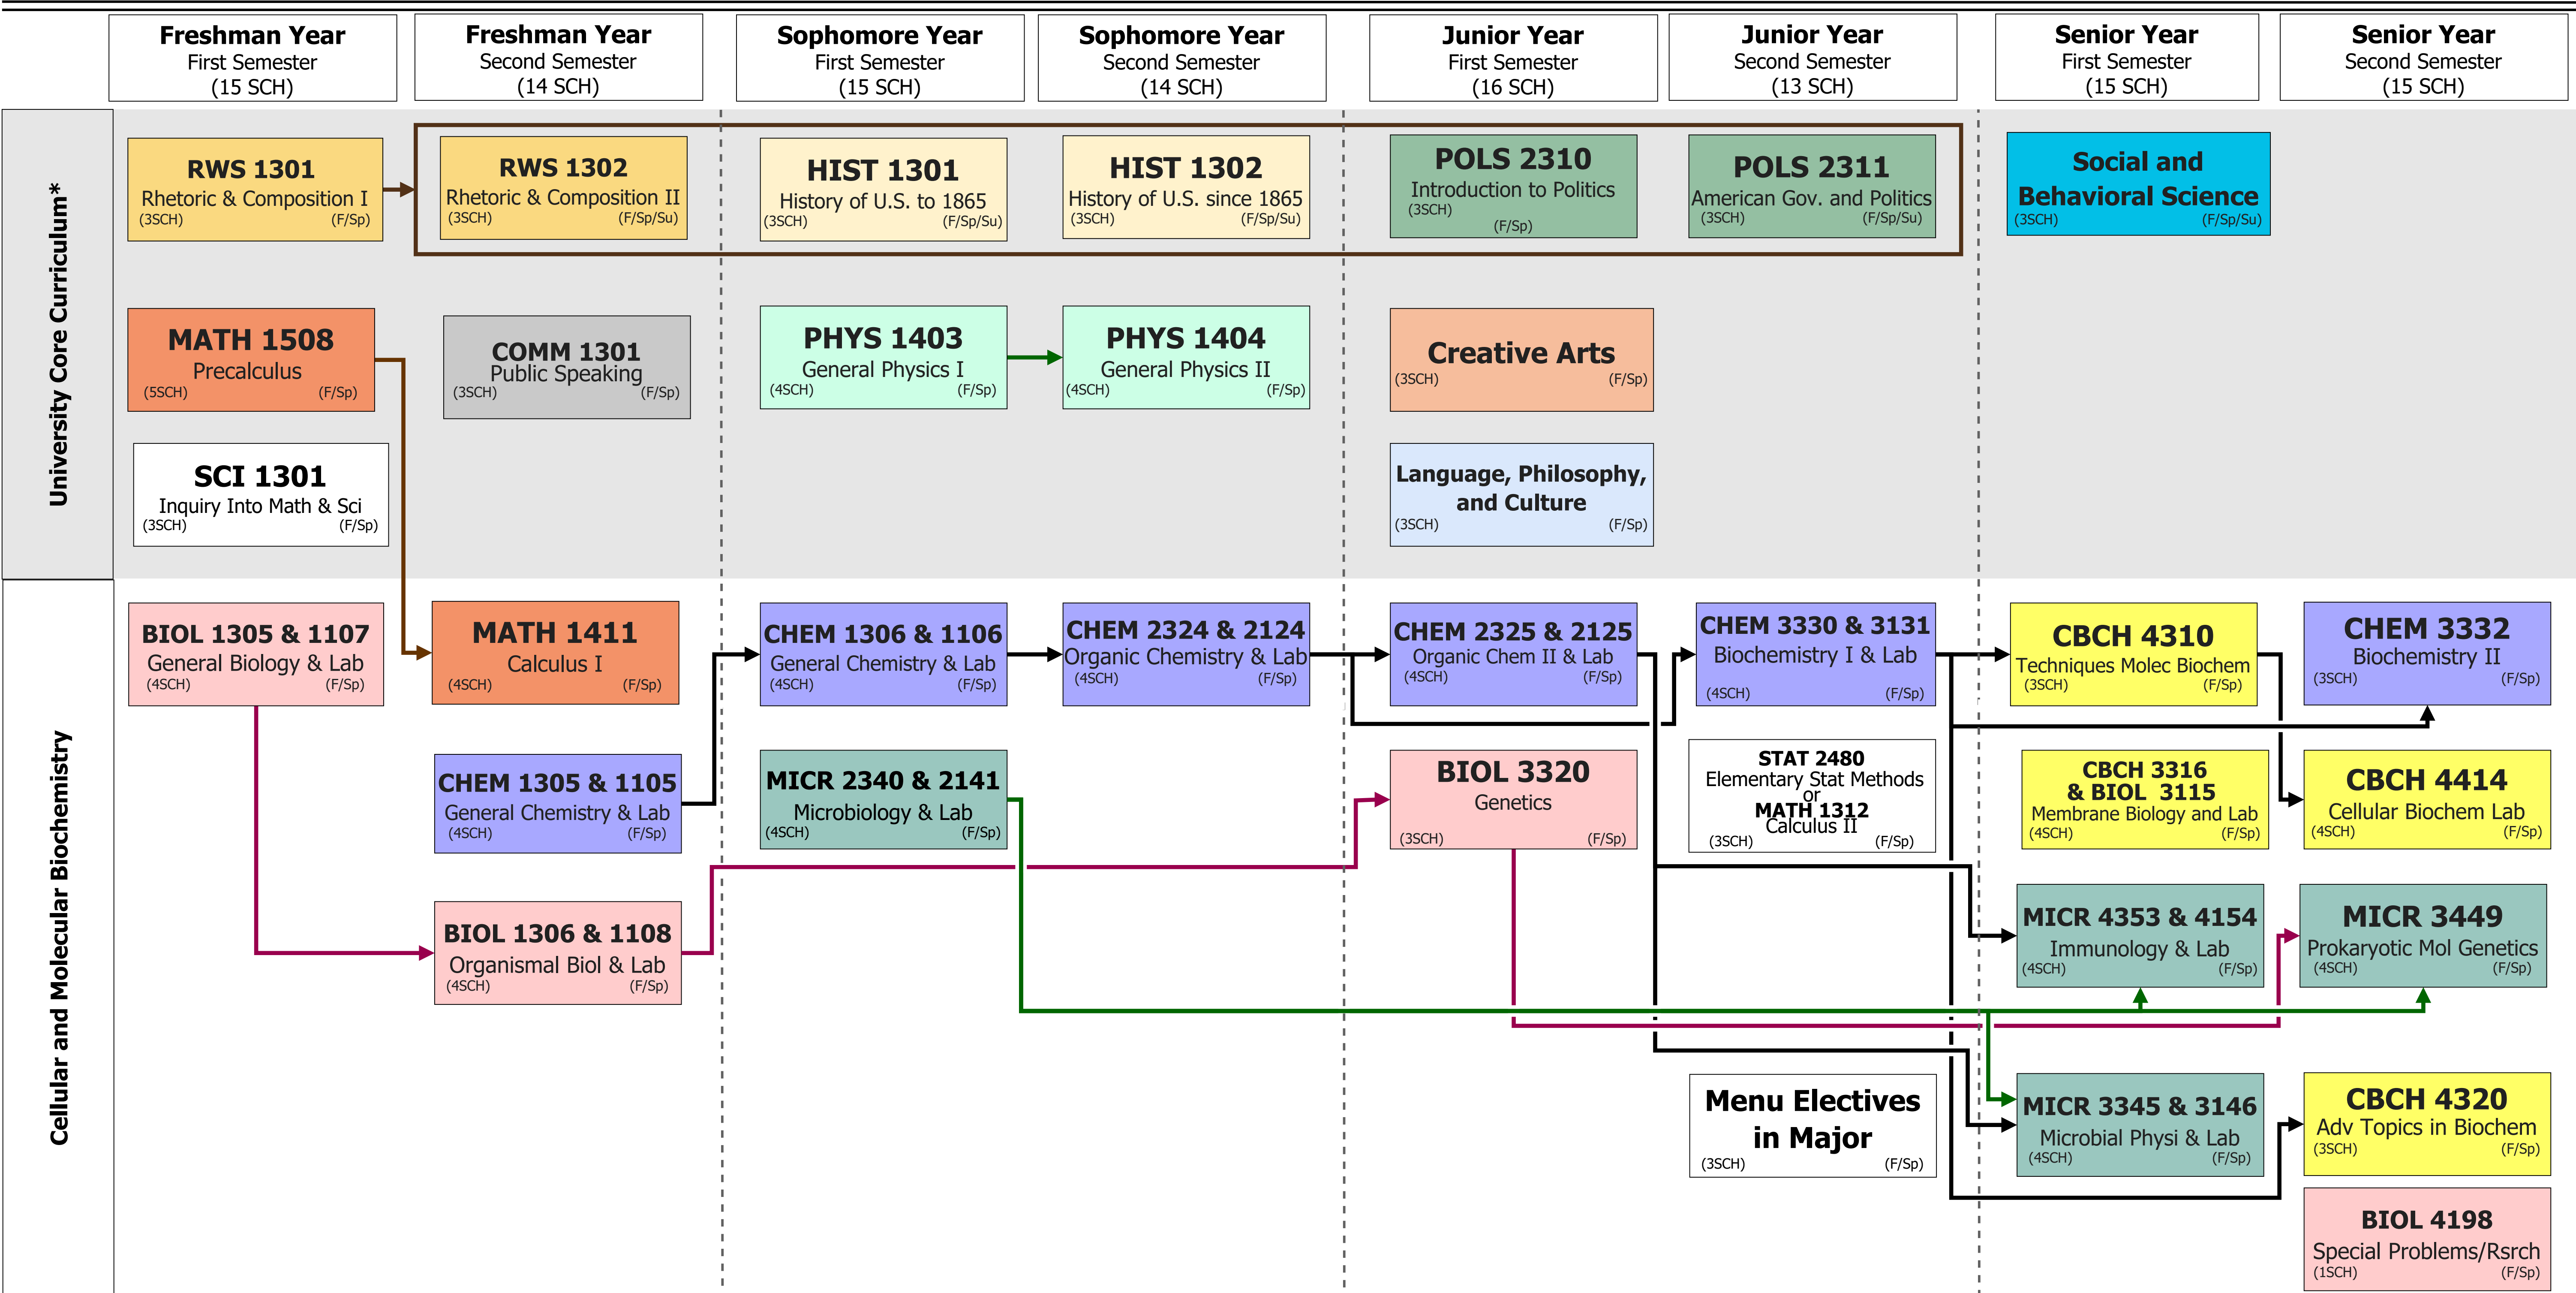 Freshman Year
First Semester
(15 SCH)
Freshman Year
Second Semester
(14 SCH)
Sophomore Year
First Semester
(15 SCH)
Sophomore Year
Second Semester
(14 SCH)
Junior Year
First Semester
(16 SCH)
Junior Year
Second Semester
(13 SCH)
Senior Year
First Semester
(15 SCH)
Senior Year
Second Semester
(15 SCH)
University Core Curriculum*
RWS 1301
Rhetoric & Composition I
(3SCH) (F/Sp)
RWS 1302
Rhetoric & Composition II
(3SCH) (F/Sp/Su)
HIST 1301
History of U.S. to 1865
(3SCH) (F/Sp/Su)
HIST 1302
History of U.S. since 1865
(3SCH) (F/Sp/Su)
POLS 2310
Introduction to Politics
(3SCH)
(F/Sp)
POLS 2311
American Gov. and Politics
(3SCH) (F/Sp/Su)
Social and
Behavioral Science
(3SCH) (F/Sp/Su)
MATH 1508
Precalculus
(5SCH) (F/Sp)
COMM 1301
Public Speaking
(3SCH) (F/Sp)
PHYS 1403
General Physics I
(4SCH) (F/Sp)
PHYS 1404
General Physics II
(4SCH) (F/Sp)
Creative Arts
(3SCH) (F/Sp)
SCI 1301
Inquiry Into Math & Sci
(3SCH) (F/Sp)
Language, Philosophy,
and Culture
(3SCH) (F/Sp)
Cellular and Molecular Biochemistry
BIOL 1305 & 1107
General Biology & Lab
(4SCH) (F/Sp)
MATH 1411
Calculus I
(4SCH) (F/Sp)
CHEM 1306 & 1106
General Chemistry & Lab
(4SCH) (F/Sp)
CHEM 2324 & 2124
Organic Chemistry & Lab
(4SCH) (F/Sp)
CHEM 2325 & 2125
Organic Chem II & Lab
(4SCH) (F/Sp)
CHEM 3330 & 3131
Biochemistry I & Lab
(4SCH) (F/Sp)
CBCH 4310
Techniques Molec Biochem
(3SCH) (F/Sp)
CHEM 3332
Biochemistry II
(3SCH) (F/Sp)
CHEM 1305 & 1105
General Chemistry & Lab
(4SCH) (F/Sp)
MICR 2340 & 2141
Microbiology & Lab
(4SCH) (F/Sp)
BIOL 3320
Genetics
(3SCH) (F/Sp)
STAT 2480
Elementary Stat Methods
or
MATH 1312
Calculus II
(3SCH) (F/Sp)
CBCH 3316
& BIOL 3115
Membrane Biology and Lab
(4SCH) (F/Sp)
CBCH 4414
Cellular Biochem Lab
(4SCH) (F/Sp)
BIOL 1306 & 1108
Organismal Biol & Lab
(4SCH) (F/Sp)
MICR 4353 & 4154
Immunology & Lab
(4SCH) (F/Sp)
MICR 3449
Prokaryotic Mol Genetics
(4SCH) (F/Sp)
Menu Electives
in Major
(3SCH) (F/Sp)
MICR 3345 & 3146
Microbial Physi & Lab
(4SCH) (F/Sp)
CBCH 4320
Adv Topics in Biochem
(3SCH) (F/Sp)
BIOL 4198
Special Problems/Rsrch
(1SCH) (F/Sp)